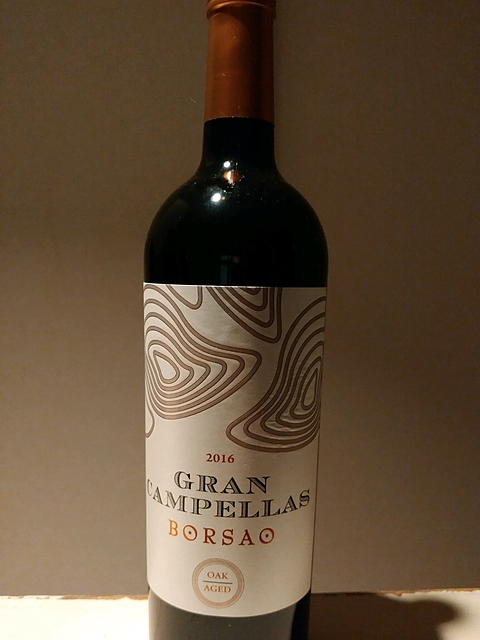 2016
GRAN
CAMPELLAS
BORSAO
OAK
AGED